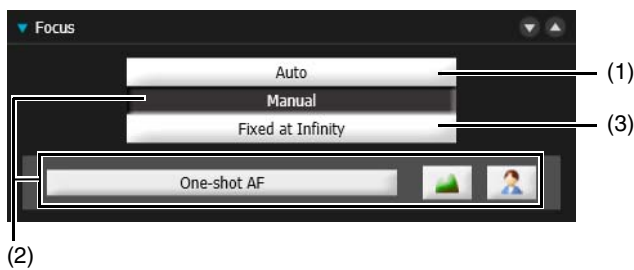 Focus
Auto
(1)
Manual
Fixed at Infinity
(3)
One-shot AF
(2)